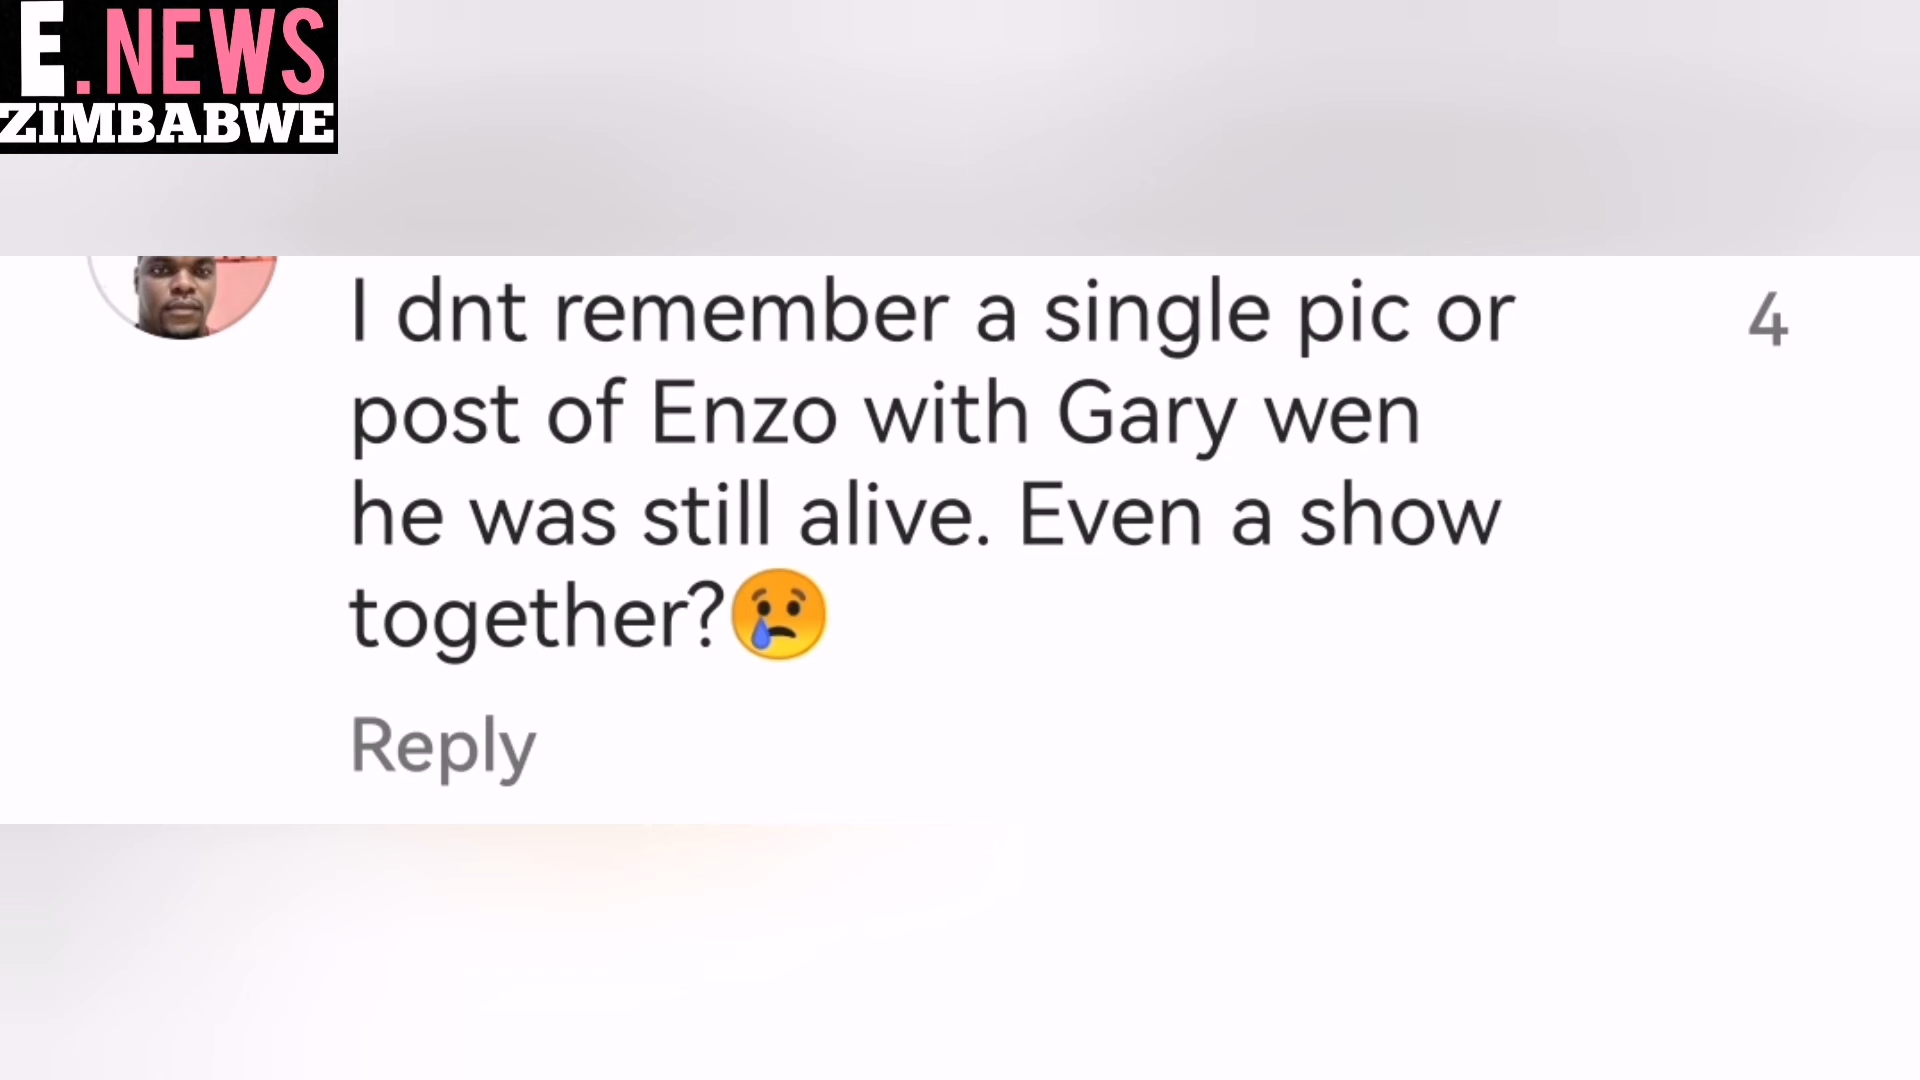 E.NEWS
ZIMBABWE
I dnt remember a single pic or
4
post of Enzo with Gary wen
he was still alive. Even a show
together?😢
Reply